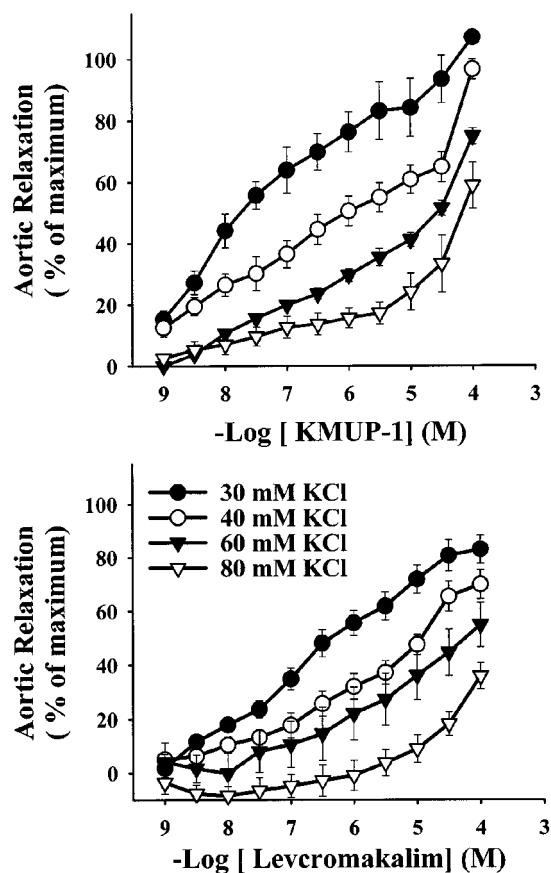 Aortic Relaxation
( % of maximum)
100
80
60
40
20
0
9 8 7 6 5 4 3
-Log [ KMUP-1] (M)
Aortic Relaxation
( % of maximum)
100
80
60
40
20
0
30 mM KCl
40 mM KCl
60 mM KCl
80 mM KCl
9 8 7 6 5 4 3
-Log [ Levcromakalim] (M)